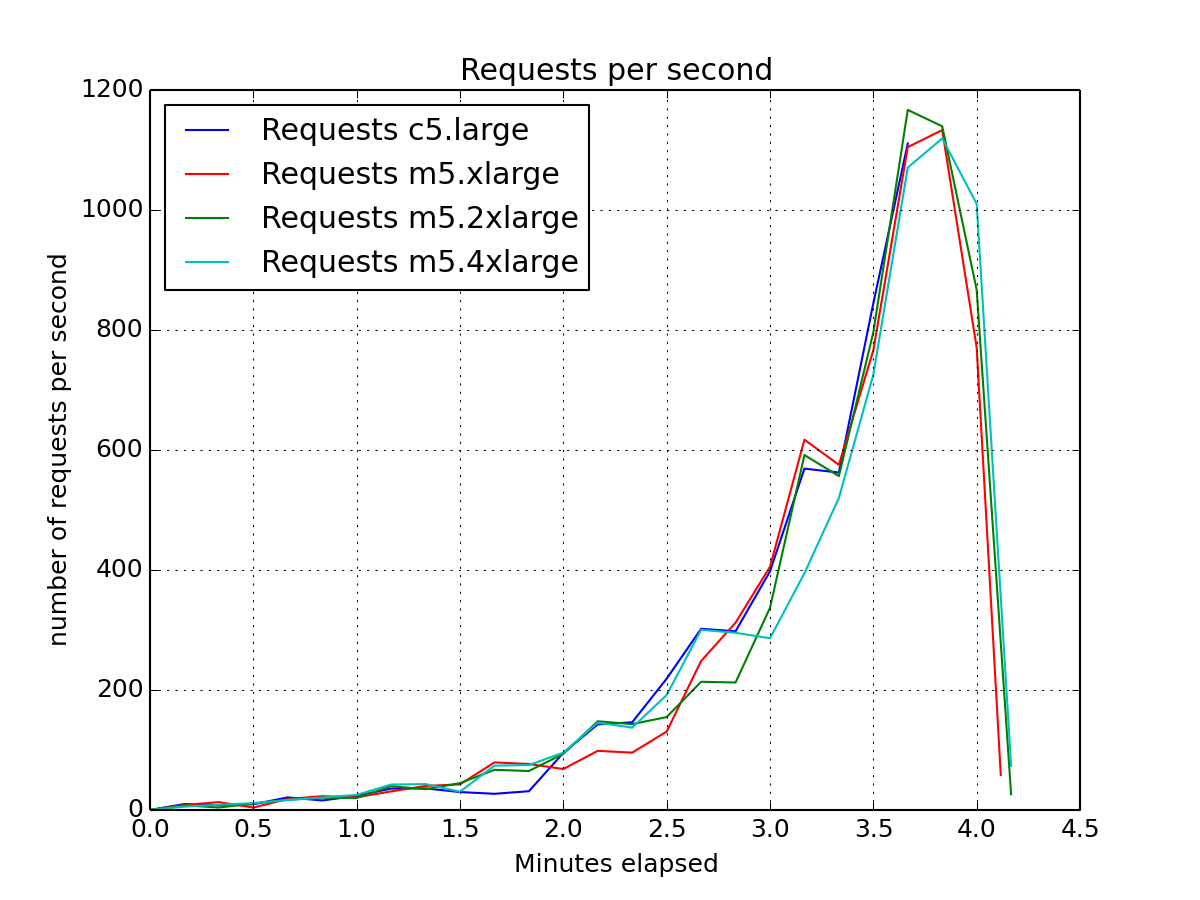 Requests per second
Requests c5.large
Requests m5.xlarge
Requests m5.2xlarge
Requests m5.4xlarge
number of requests per second
1200
1000
800
600
400
200
0
0.0 0.5 1.0 1.5 2.0 2.5 3.0 3.5 4.0 4.5
Minutes elapsed